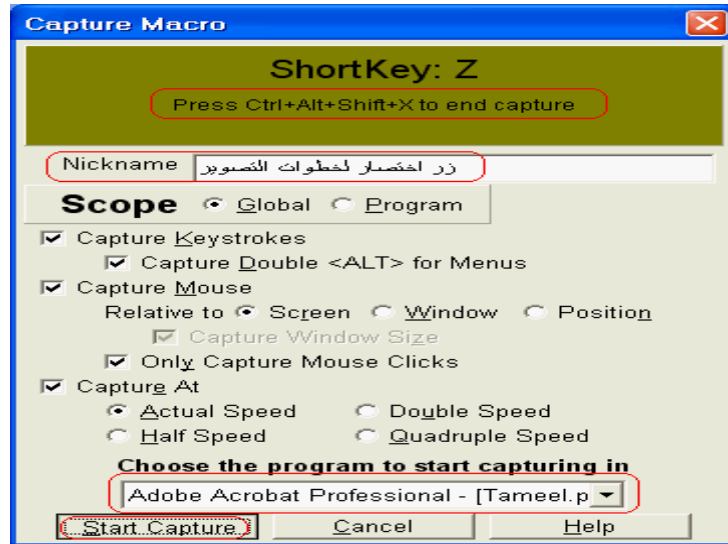 Capture Macro
ShortKey: Z
Press Ctrl+Alt+Shift+X to end capture
Nickname زر اختصار لخطوات التصوير
Scope Global Program
Capture Keystrokes
Capture Double <ALT> for Menus
Capture Mouse
Relative to Screen Window Position
Capture Window Size
Only Capture Mouse Clicks
Capture At
Actual Speed Double Speed
Half Speed Quadruple Speed
Choose the program to start capturing in
Adobe Acrobat Professional - [Tameel.p
Start Capture Cancel Help